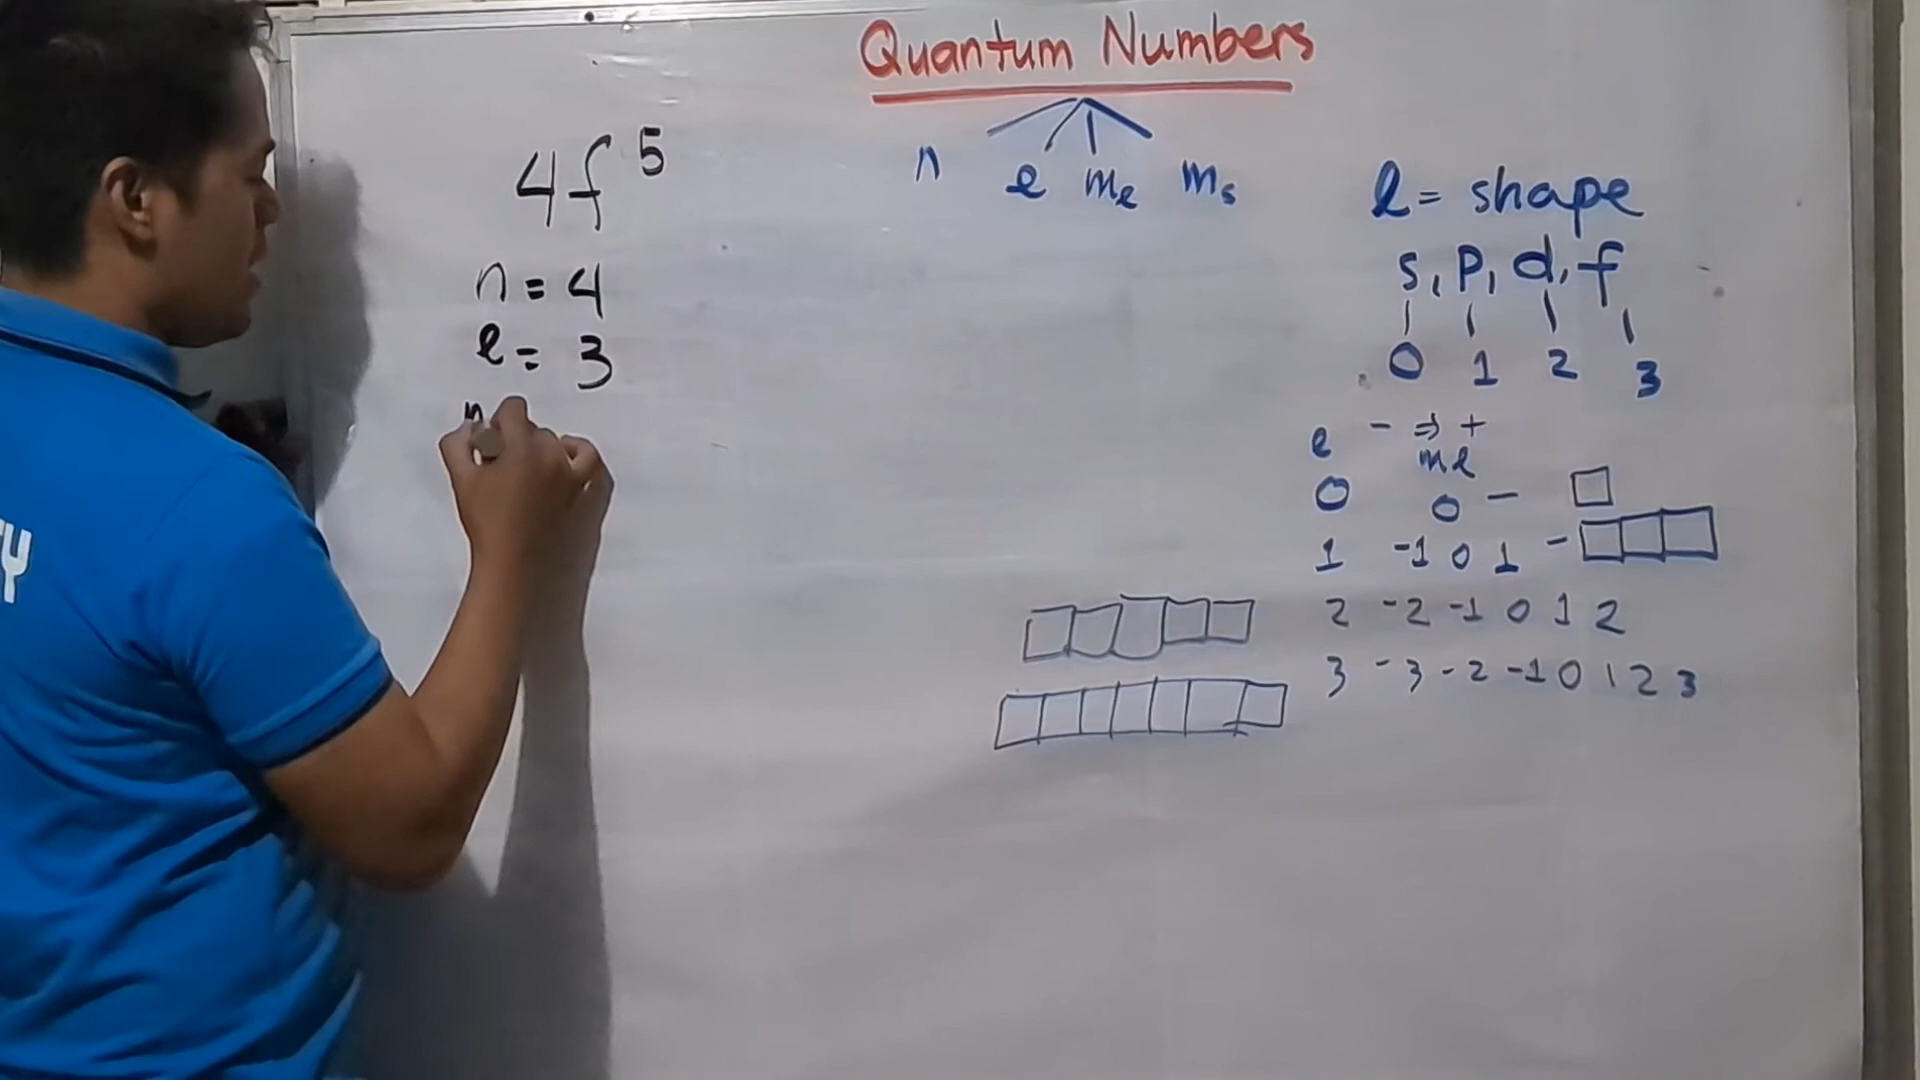 Quantum Numbers
n e me ms
4f 5
n = 4
e = 3
l = shape
s, p, d, f
0 1 2 3
e - ⇒ +
ml
0 0 -
1 -1 0 1 -
2 -2 -1 0 1 2
3 -3 -2 -1 0 1 2 3